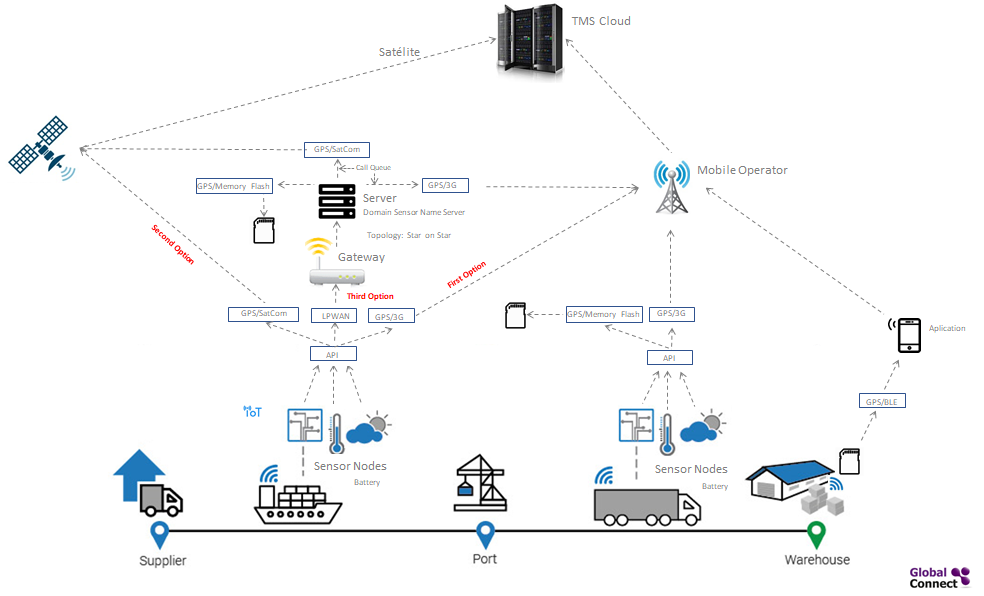 TMS Cloud
Satélite
GPS/SatCom
Call Queue
GPS/Memory Flash
GPS/3G
Server
Domain Sensor Name Server
Mobile Operator
Topology: Star on Star
Second Option
Gateway
First Option
Third Option
GPS/SatCom
LPWAN
GPS/3G
GPS/Memory Flash
GPS/3G
Aplication
API
API
GPS/BLE
IoT
Sensor Nodes
Battery
Sensor Nodes
Battery
Supplier
Port
Warehouse
Global
Connect